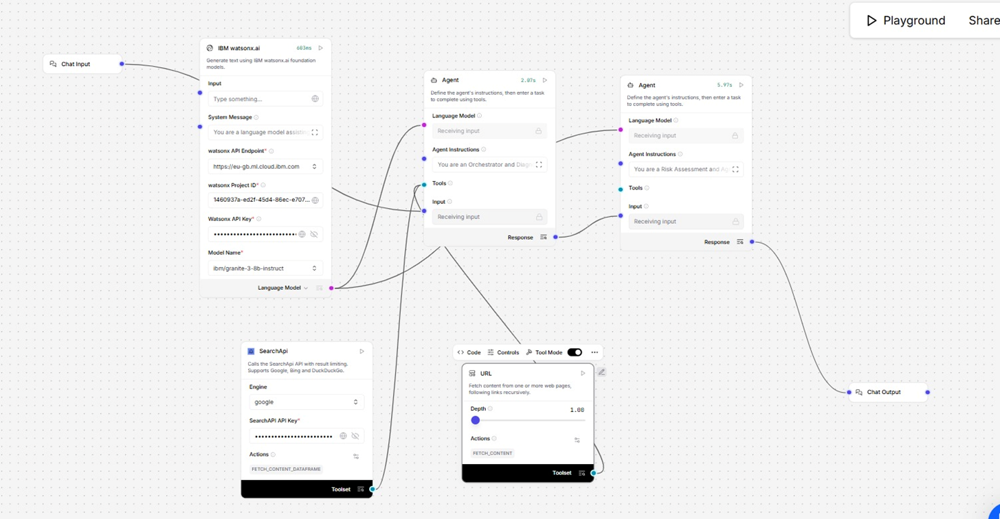 Playground Share
Chat Input
IBM watsonx.ai 683ms
Generate text using IBM watsonx.ai foundation
models.
Input
Type something...
System Message
You are a language model assistin
watsonx API Endpoint*
https://eu-gb.ml.cloud.ibm.com
watsonx Project ID*
1460937a-ed2f-45d4-86ec-e707...
Watsonx API Key*
Model Name*
ibm/granite-3-8b-instruct
Language Model
Agent 2.07s
Define the agent's instructions, then enter a task
to complete using tools.
Language Model
Receiving input
Agent Instructions
You are an Orchestrator and Diagn
Tools
Input
Receiving input
Response
Agent 5.97s
Define the agent's instructions, then enter a task
to complete using tools.
Language Model
Receiving input
Agent Instructions
You are a Risk Assessment and Ag
Tools
Input
Receiving input
Response
SearchApi
Calls the SearchApi API with result limiting.
Supports Google, Bing and DuckDuckGo.
Engine
google
SearchAPI API Key*
Actions
FETCH_CONTENT_DATAFRAME
Toolset
Code Controls Tool Mode
URL
Fetch content from one or more web pages,
following links recursively.
Depth 1.00
Actions
FETCH_CONTENT
Toolset
Chat Output